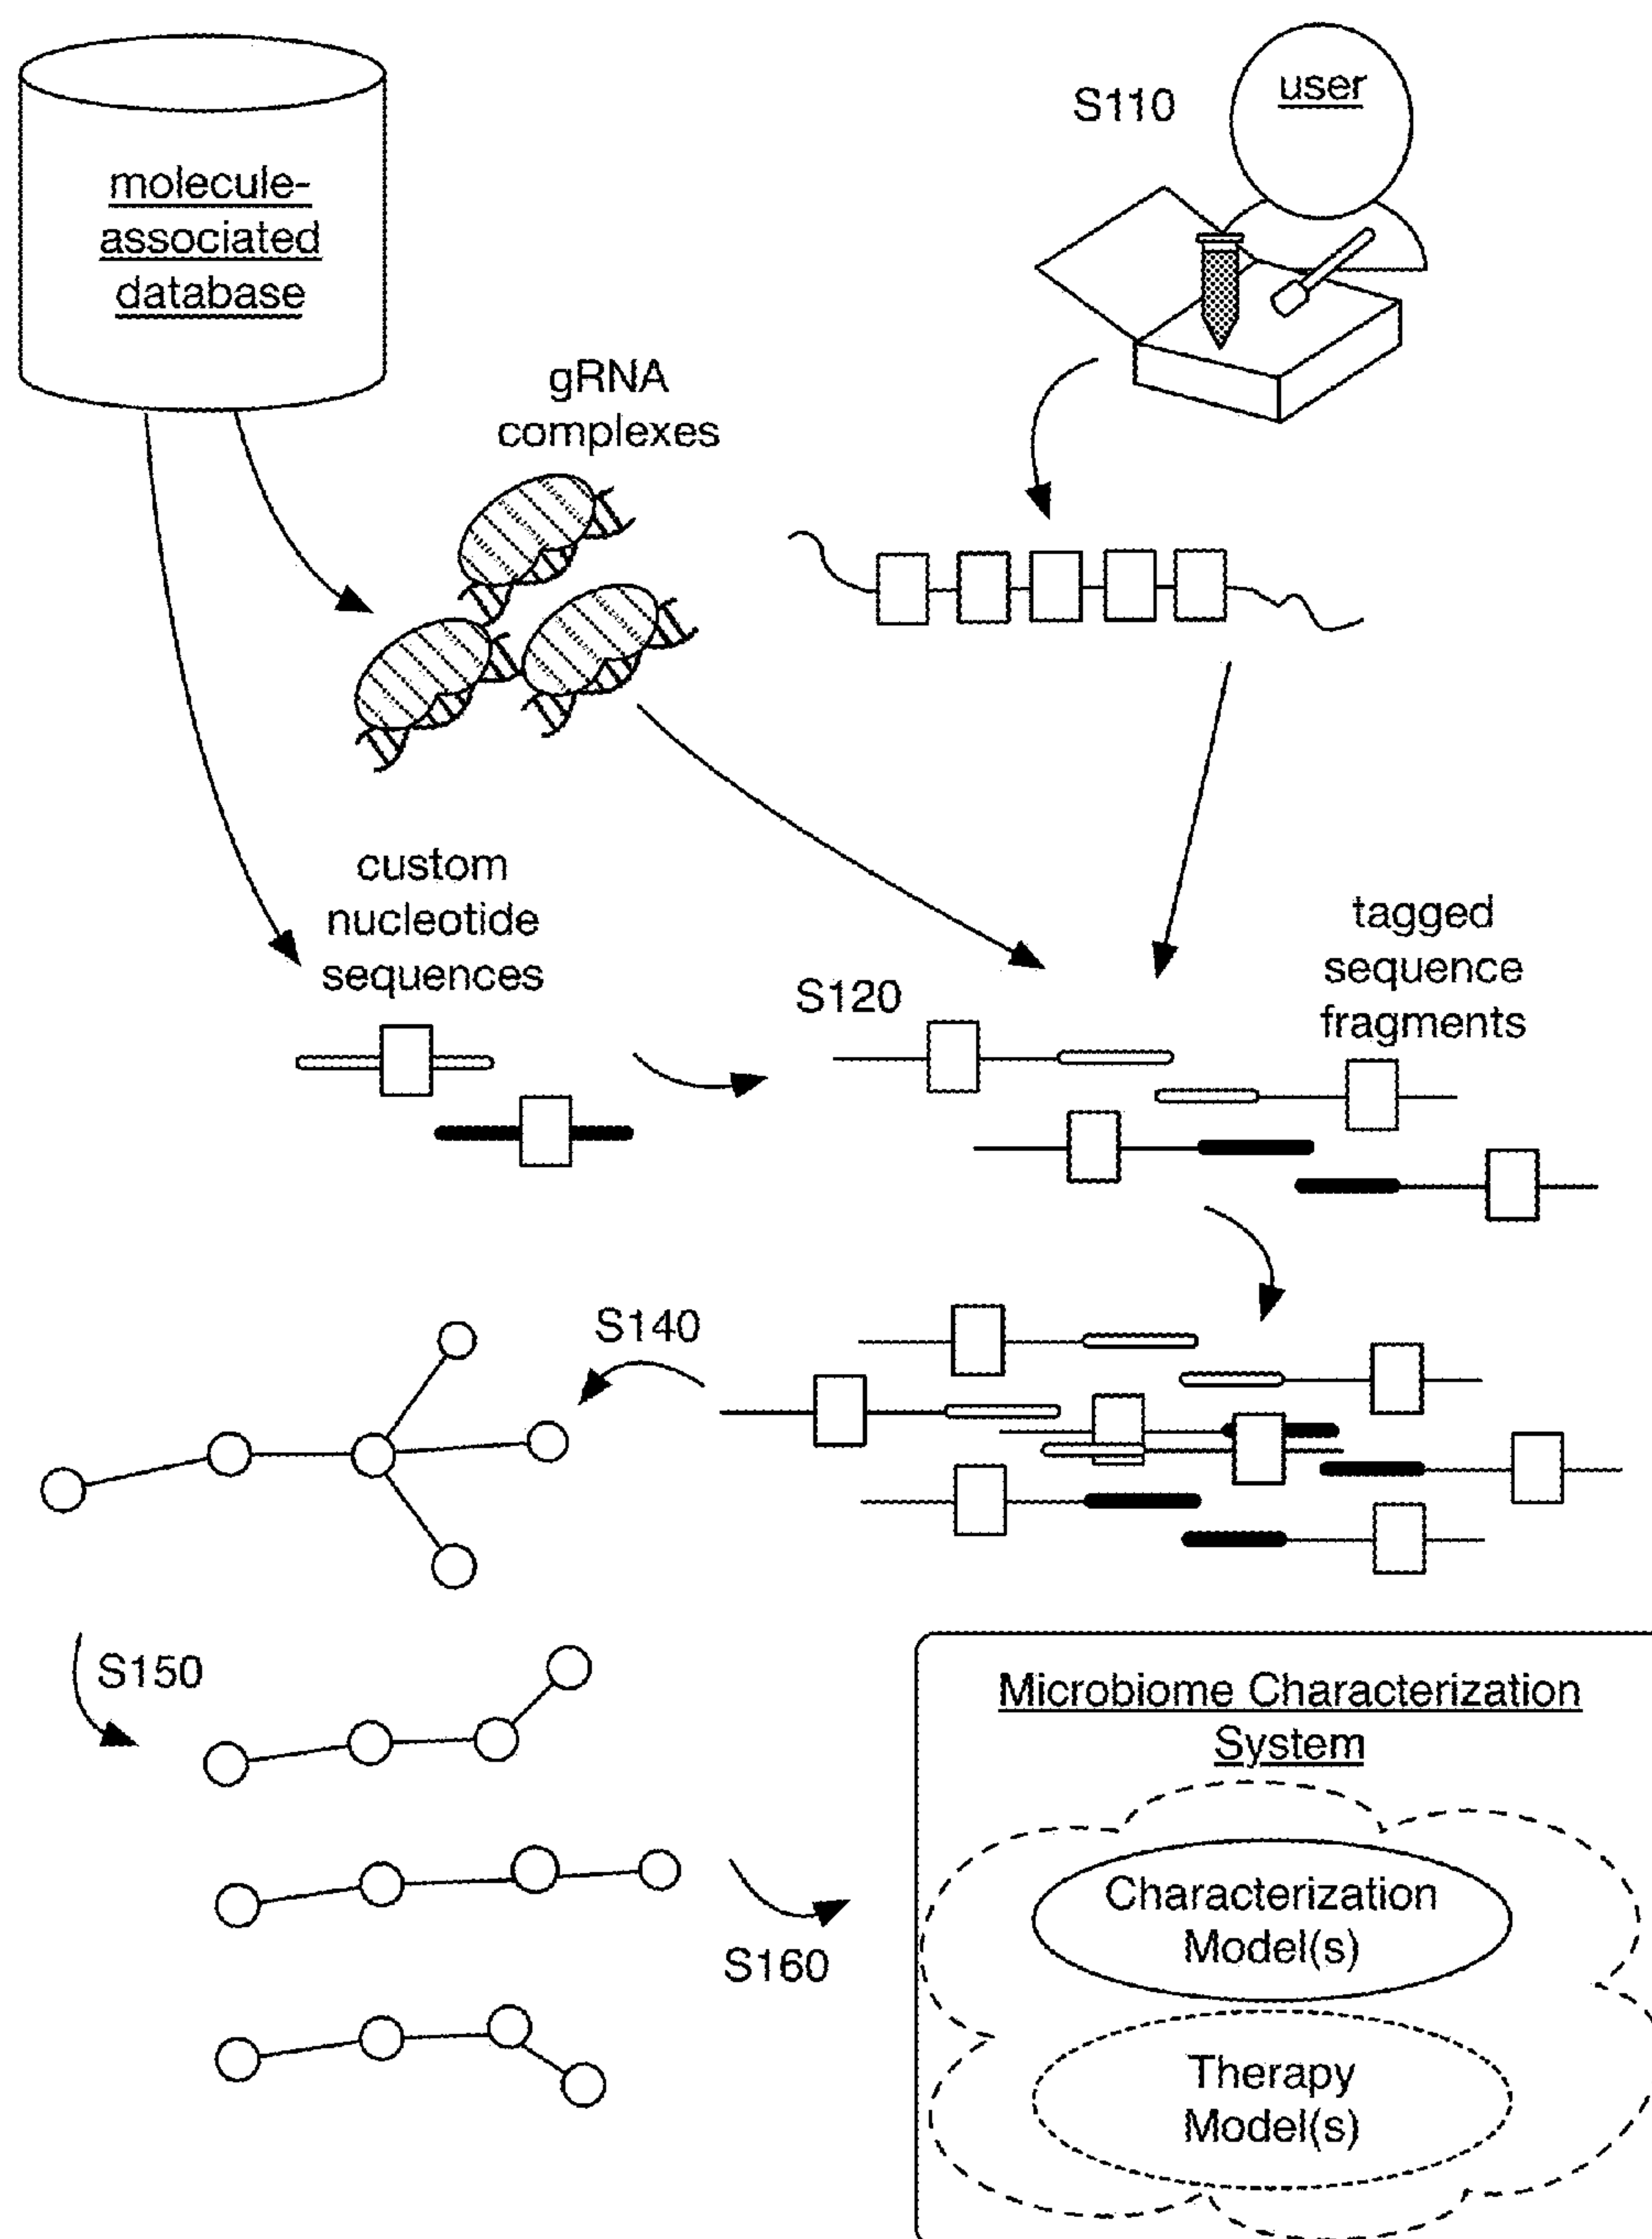 S110
user
molecule-
associated
database
gRNA
complexes
custom
nucleotide
sequences
S120
tagged
sequence
fragments
S140
S150
S160
Microbiome Characterization
System
Characterization
Model(s)
Therapy
Model(s)